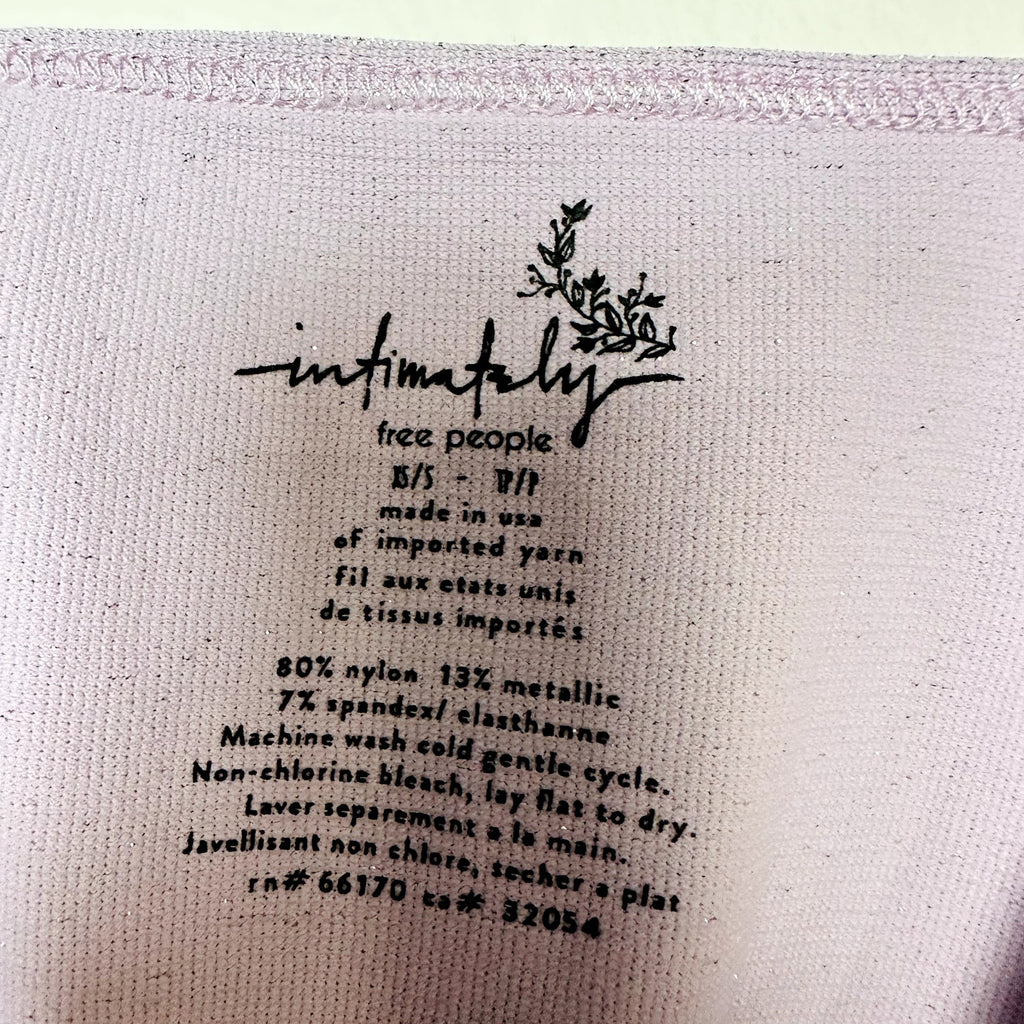 intimately
free people
XS/S - TP/P
made in usa
of imported yarn
fil aux etats unis
de tissus importés
80% nylon 13% metallic
7% spandex/ elasthanne
Machine wash cold gentle cycle.
Non-chlorine bleach, lay flat to dry.
Laver separement a la main.
Javellisant non chlore, secher a plat
rn# 66170 ca# 32054